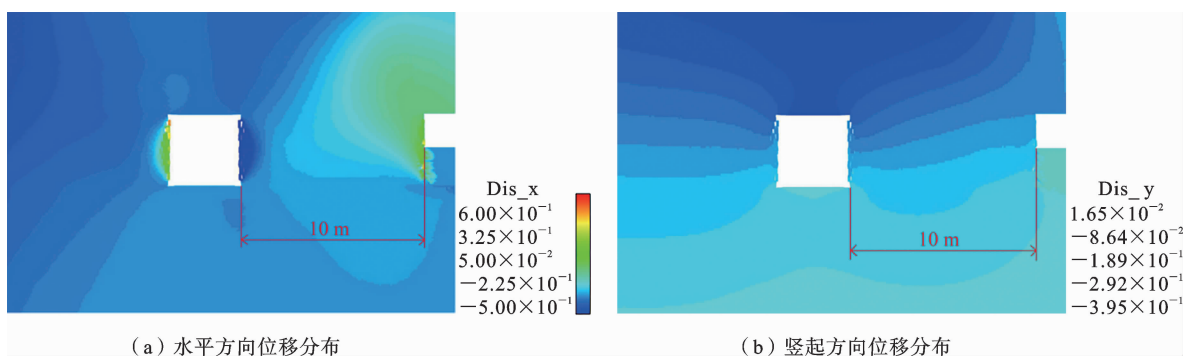 10 m
Dis_x
6.00×10⁻¹
3.25×10⁻¹
5.00×10⁻²
−2.25×10⁻¹
−5.00×10⁻¹
(a)水平方向位移分布
10 m
Dis_y
1.65×10⁻²
−8.64×10⁻²
−1.89×10⁻¹
−2.92×10⁻¹
−3.95×10⁻¹
(b)竖起方向位移分布